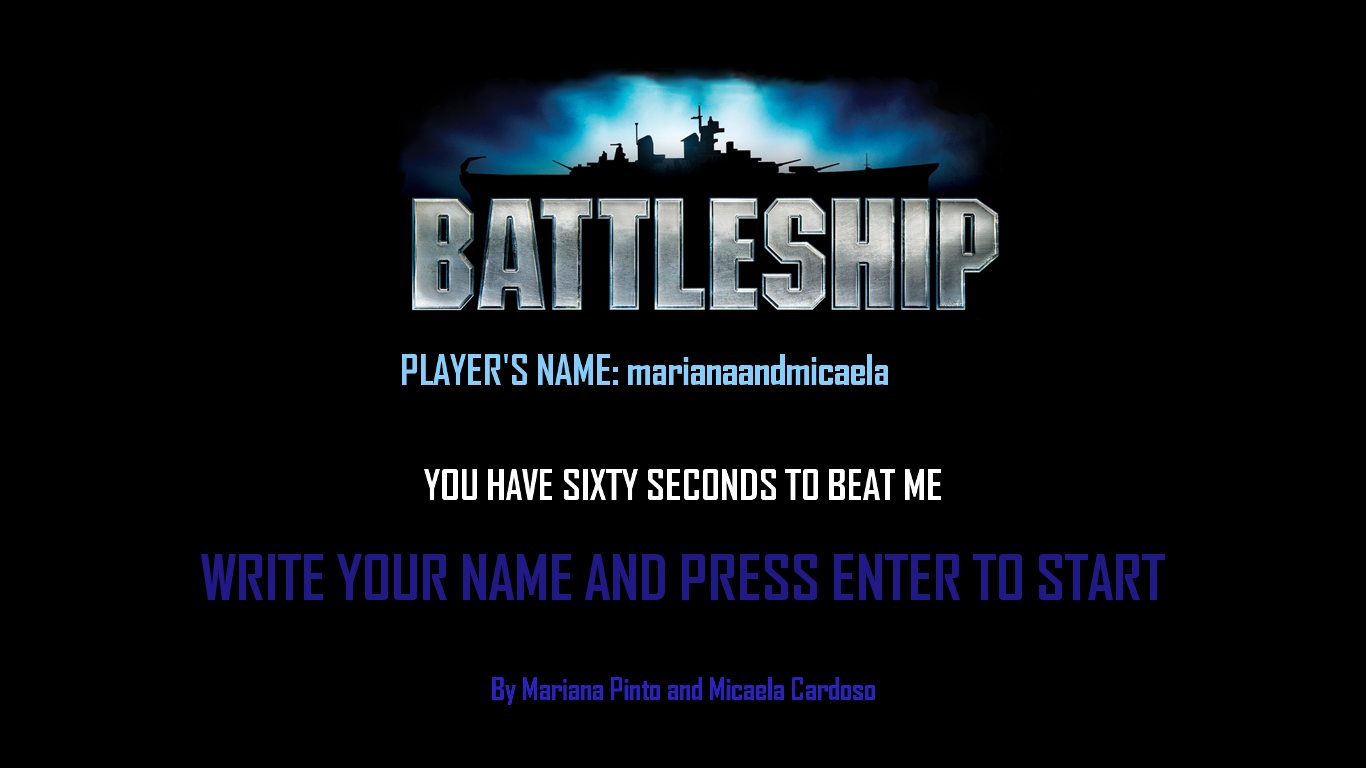 BATTLESHIP
PLAYER'S NAME: marianaandmicaela
YOU HAVE SIXTY SECONDS TO BEAT ME
WRITE YOUR NAME AND PRESS ENTER TO START
By Mariana Pinto and Micaela Cardoso